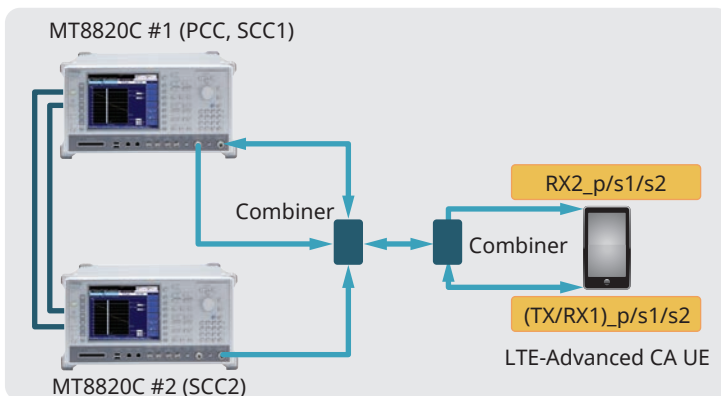 MT8820C #1 (PCC, SCC1)
Combiner
RX2_p/s1/s2
Combiner
(TX/RX1)_p/s1/s2
LTE-Advanced CA UE
MT8820C #2 (SCC2)